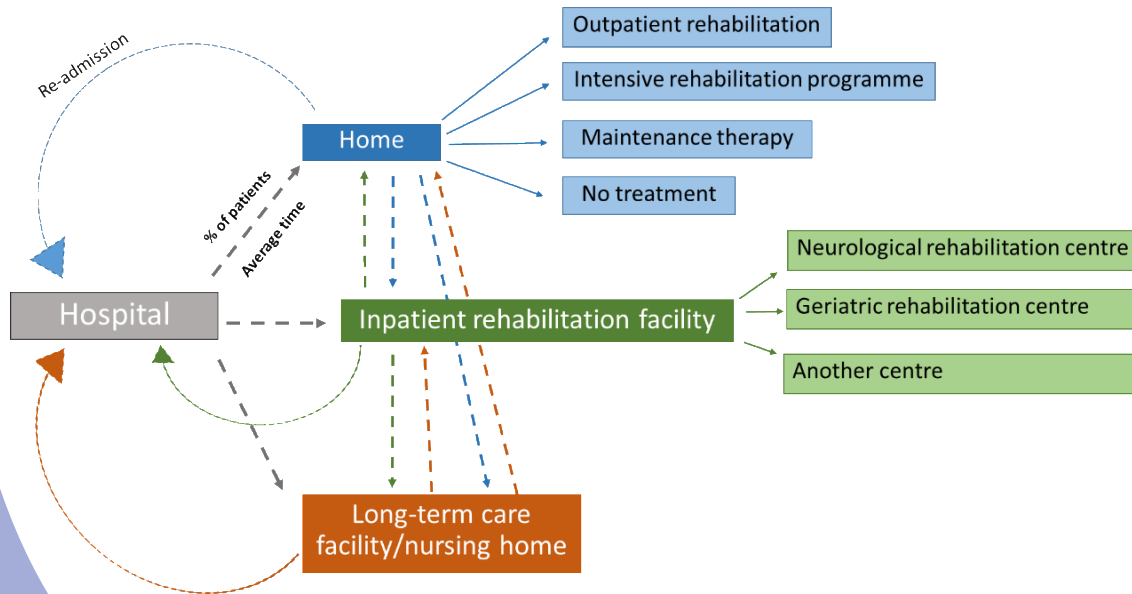 Re-admission
Outpatient rehabilitation
Intensive rehabilitation programme
Home
Maintenance therapy
No treatment
% of patients
Average time
Neurological rehabilitation centre
Hospital
Inpatient rehabilitation facility
Geriatric rehabilitation centre
Another centre
Long-term care
facility/nursing home